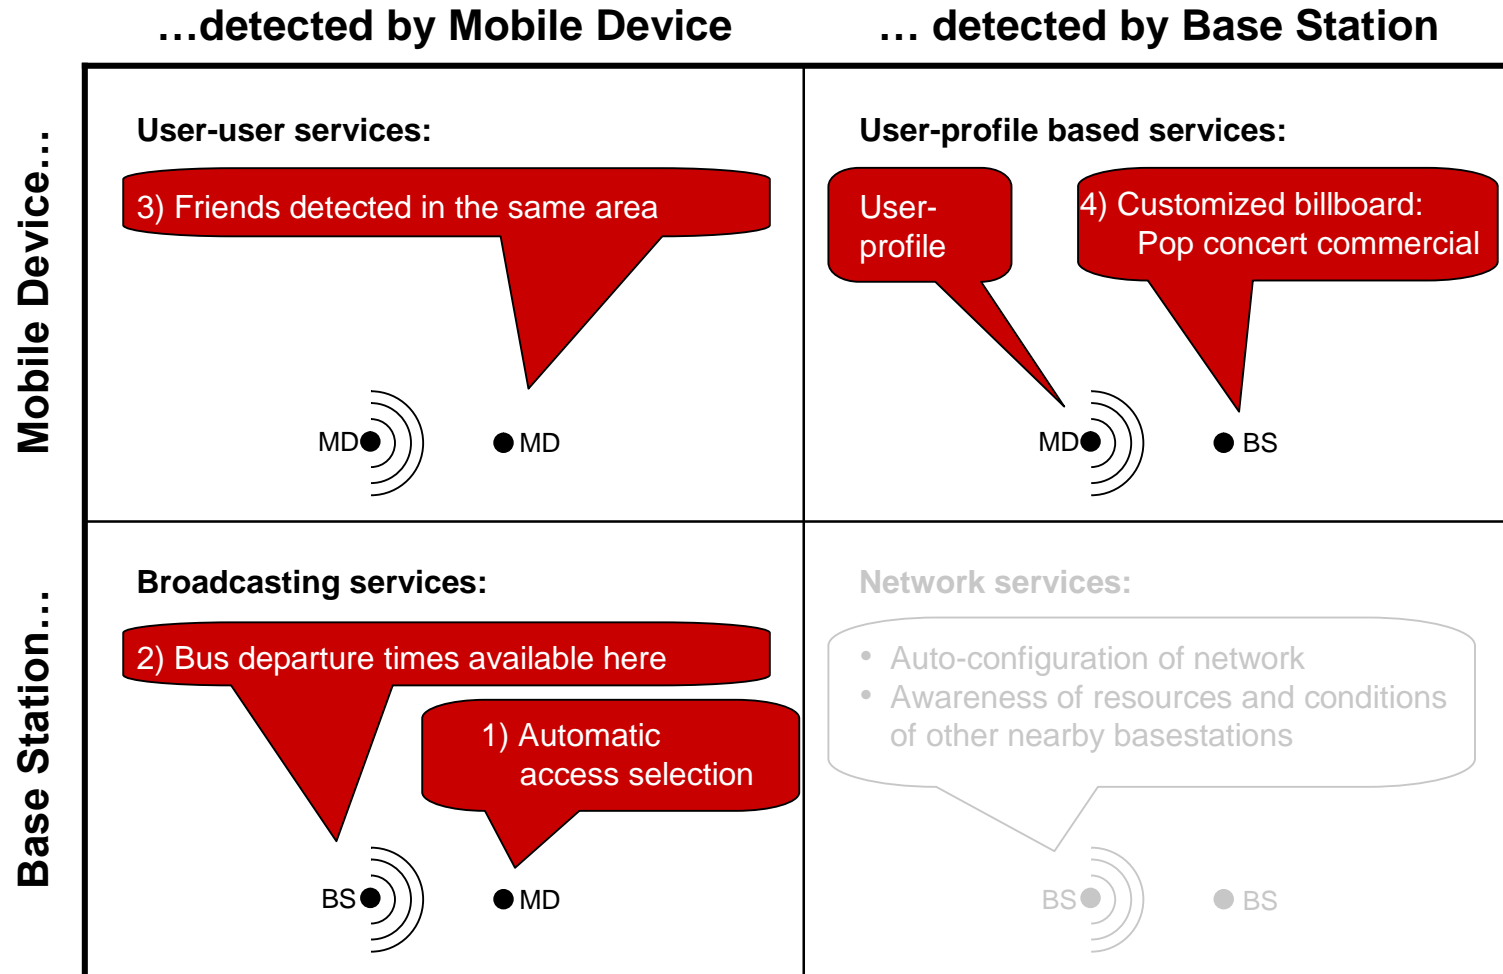 …detected by Mobile Device
… detected by Base Station
Mobile Device…
User-user services:
3) Friends detected in the same area
MD
MD
User-profile based services:
User-
profile
4) Customized billboard:
Pop concert commercial
MD
BS
Base Station…
Broadcasting services:
2) Bus departure times available here
1) Automatic
access selection
BS
MD
Network services:
• Auto-configuration of network
• Awareness of resources and conditions
of other nearby basestations
BS
BS